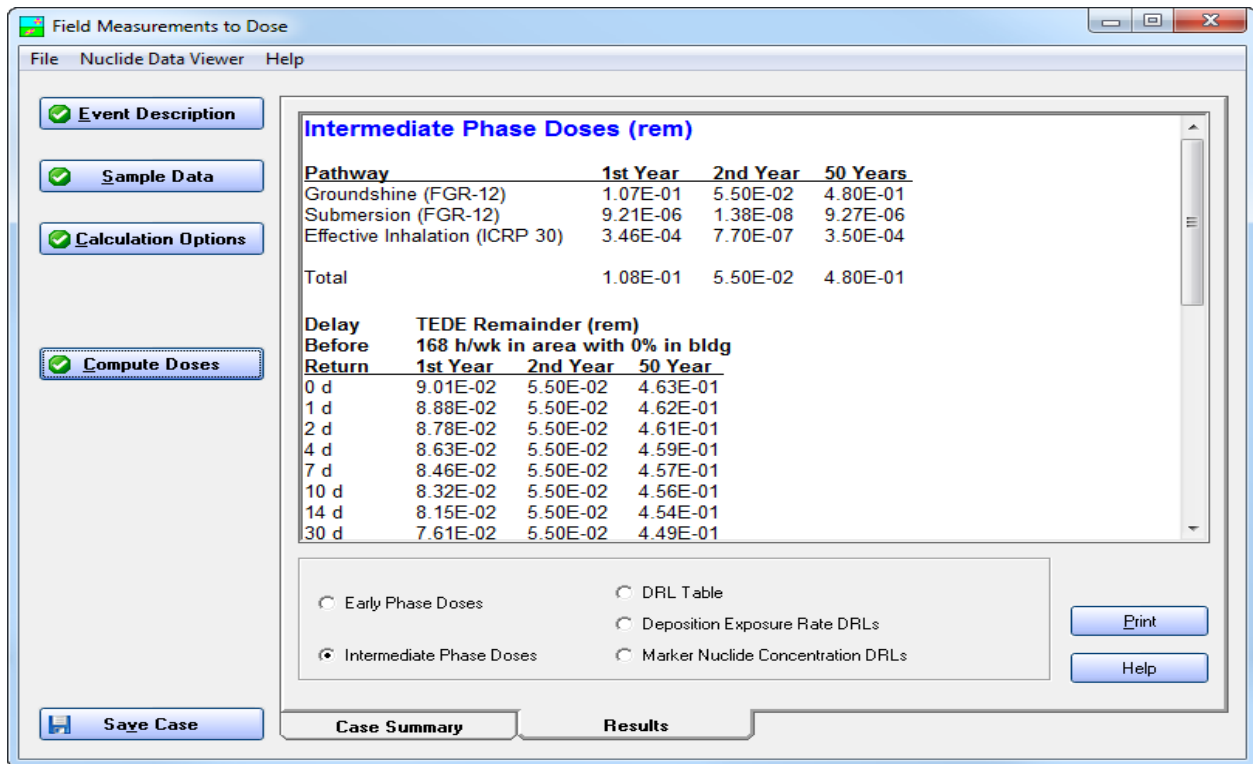 Field Measurements to Dose
File Nuclide Data Viewer Help
Event Description
Sample Data
Calculation Options
Compute Doses
Save Case
Intermediate Phase Doses (rem)
Pathway 1st Year 2nd Year 50 Years
Groundshine (FGR-12) 1.07E-01 5.50E-02 4.80E-01
Submersion (FGR-12) 9.21E-06 1.38E-08 9.27E-06
Effective Inhalation (ICRP 30) 3.46E-04 7.70E-07 3.50E-04
Total 1.08E-01 5.50E-02 4.80E-01
Delay TEDE Remainder (rem)
Before 168 h/wk in area with 0% in bldg
Return 1st Year 2nd Year 50 Year
0 d 9.01E-02 5.50E-02 4.63E-01
1 d 8.88E-02 5.50E-02 4.62E-01
2 d 8.78E-02 5.50E-02 4.61E-01
4 d 8.63E-02 5.50E-02 4.59E-01
7 d 8.46E-02 5.50E-02 4.57E-01
10 d 8.32E-02 5.50E-02 4.56E-01
14 d 8.15E-02 5.50E-02 4.54E-01
30 d 7.61E-02 5.50E-02 4.49E-01
Early Phase Doses
Intermediate Phase Doses
DRL Table
Deposition Exposure Rate DRLs
Marker Nuclide Concentration DRLs
Print
Help
Case Summary
Results